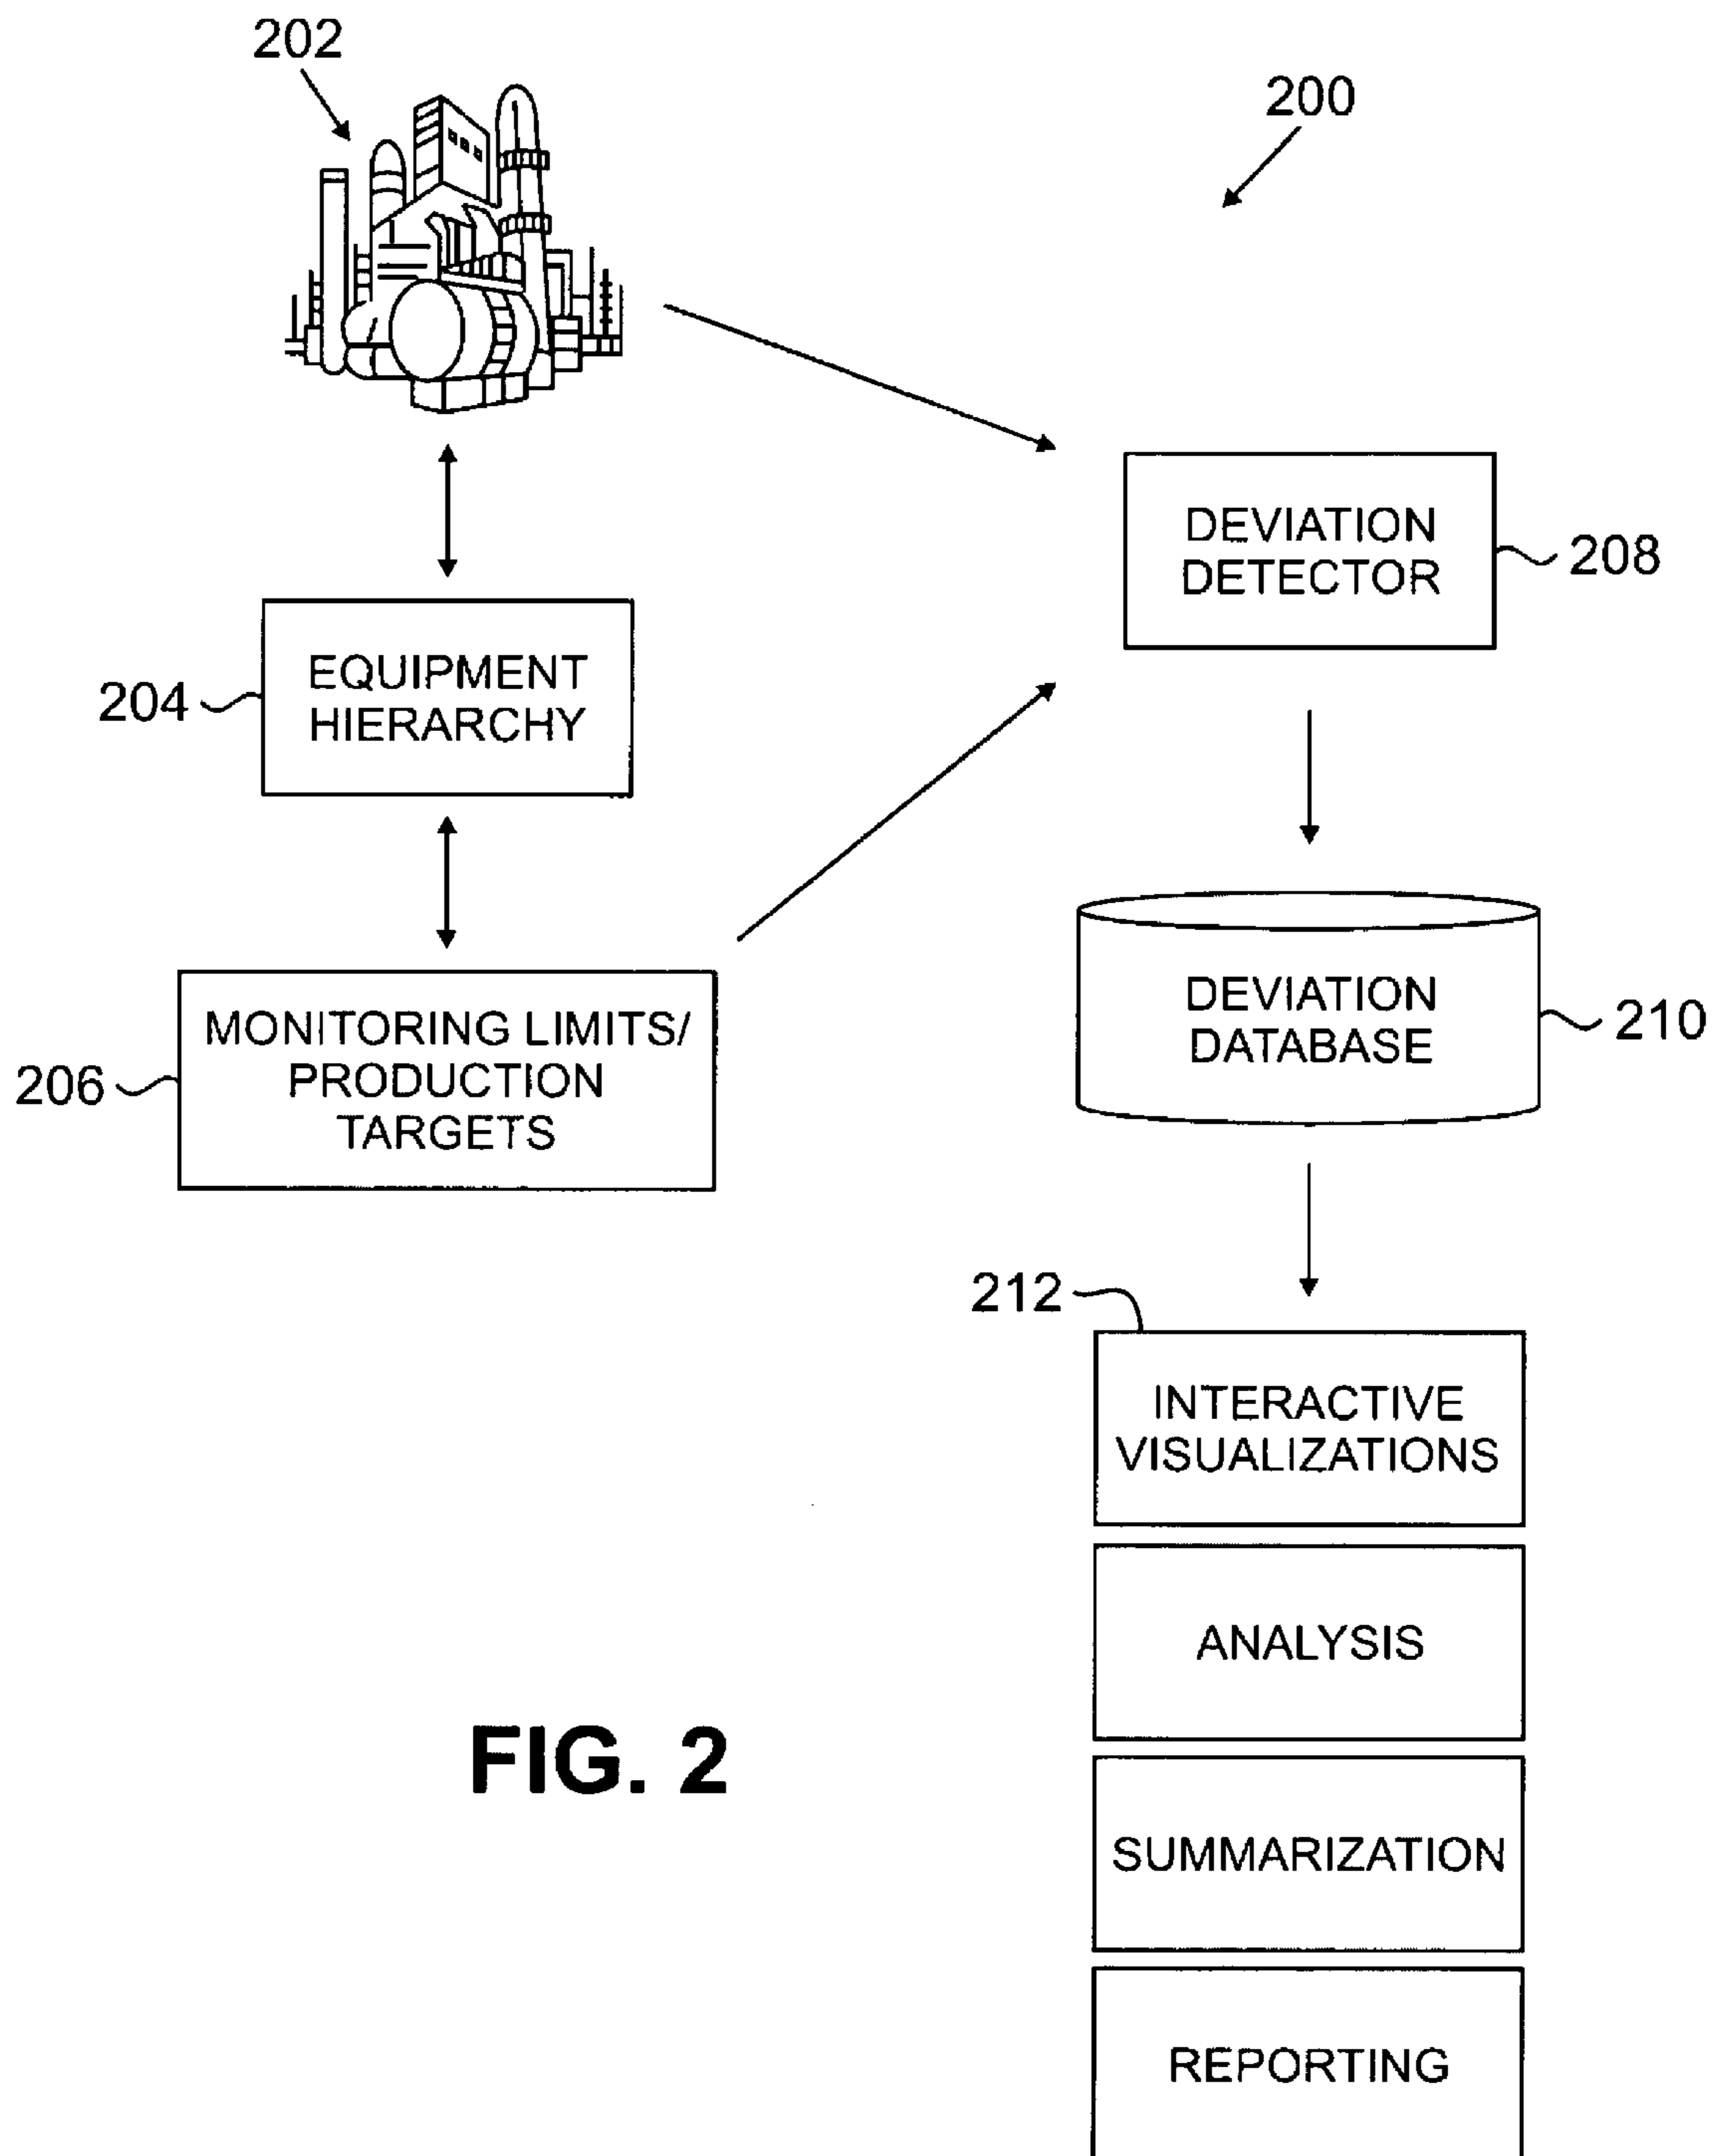 202
200
DEVIATION
DETECTOR
208
EQUIPMENT
HIERARCHY
204
MONITORING LIMITS/
PRODUCTION
TARGETS
206
DEVIATION
DATABASE
210
212
INTERACTIVE
VISUALIZATIONS
ANALYSIS
SUMMARIZATION
REPORTING
FIG. 2